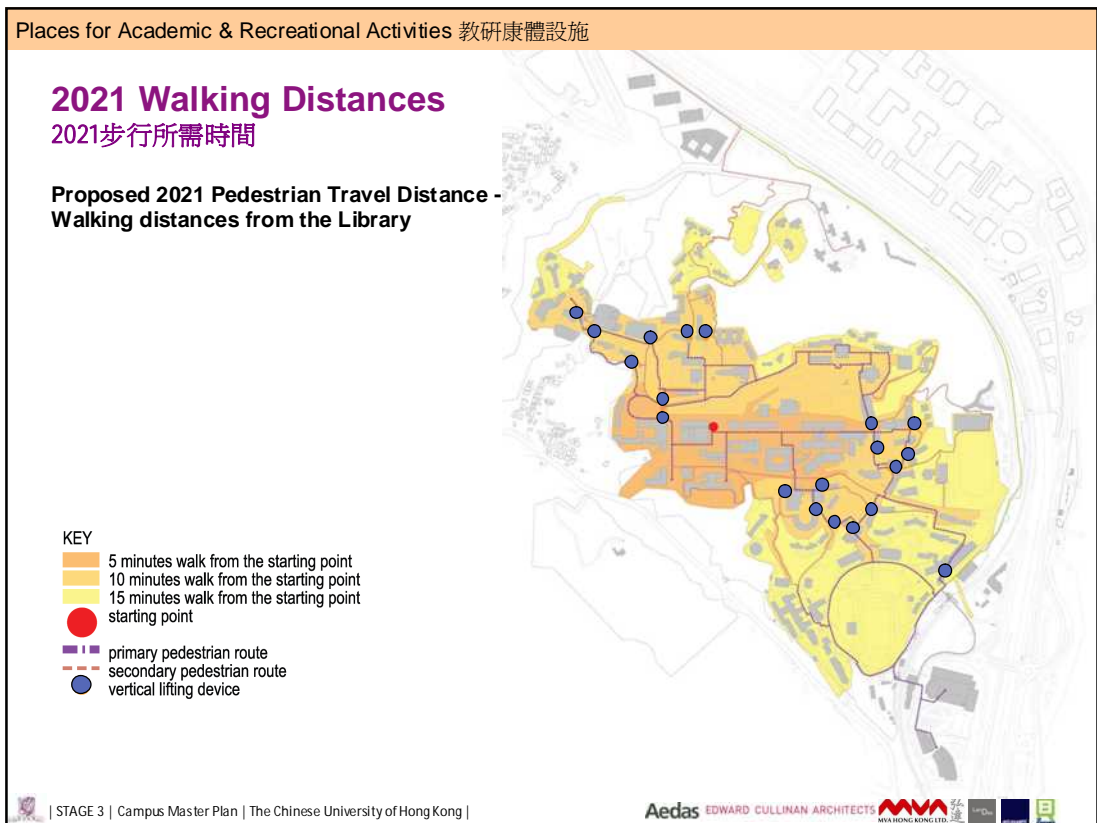 Places for Academic & Recreational Activities 教研康體設施
2021 Walking Distances
2021步行所需時間
Proposed 2021 Pedestrian Travel Distance -
Walking distances from the Library
KEY
5 minutes walk from the starting point
10 minutes walk from the starting point
15 minutes walk from the starting point
starting point
primary pedestrian route
secondary pedestrian route
vertical lifting device
| STAGE 3 | Campus Master Plan | The Chinese University of Hong Kong |
Aedas EDWARD CULLINAN ARCHITECTS MVA 弘達
MVA HONG KONG LTD.